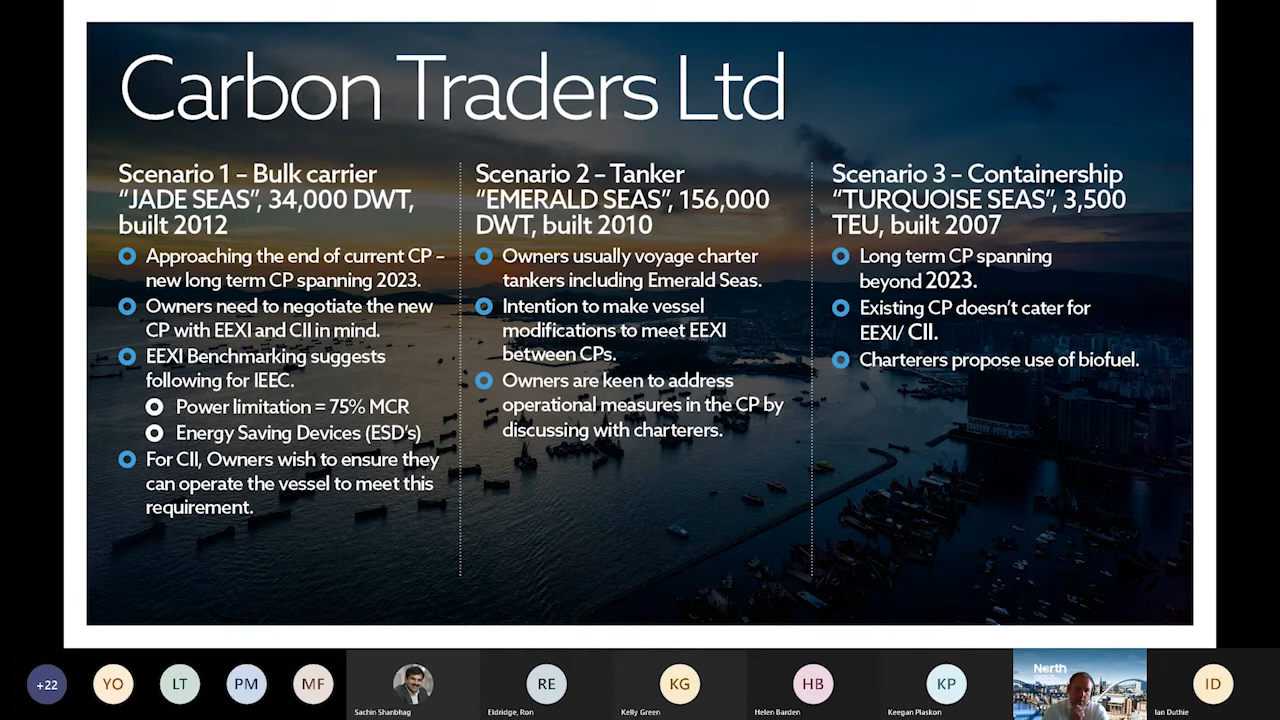 Carbon Traders Ltd
Scenario 1 – Bulk carrier
“JADE SEAS”, 34,000 DWT,
built 2012
Approaching the end of current CP –
new long term CP spanning 2023.
Owners need to negotiate the new
CP with EEXI and CII in mind.
EEXI Benchmarking suggests
following for IEEC.
Power limitation = 75% MCR
Energy Saving Devices (ESD’s)
For CII, Owners wish to ensure they
can operate the vessel to meet this
requirement.
Scenario 2 – Tanker
“EMERALD SEAS”, 156,000
DWT, built 2010
Owners usually voyage charter
tankers including Emerald Seas.
Intention to make vessel
modifications to meet EEXI
between CPs.
Owners are keen to address
operational measures in the CP by
discussing with charterers.
Scenario 3 – Containership
“TURQUOISE SEAS”, 3,500
TEU, built 2007
Long term CP spanning
beyond 2023.
Existing CP doesn’t cater for
EEXI/ CII.
Charterers propose use of biofuel.
+22
YO
LT
PM
MF
Sachin Shanbhag
RE
Eldridge, Ron
KG
Kelly Green
HB
Helen Barden
KP
Keegan Plaskon
North
ID
Ian Duthie